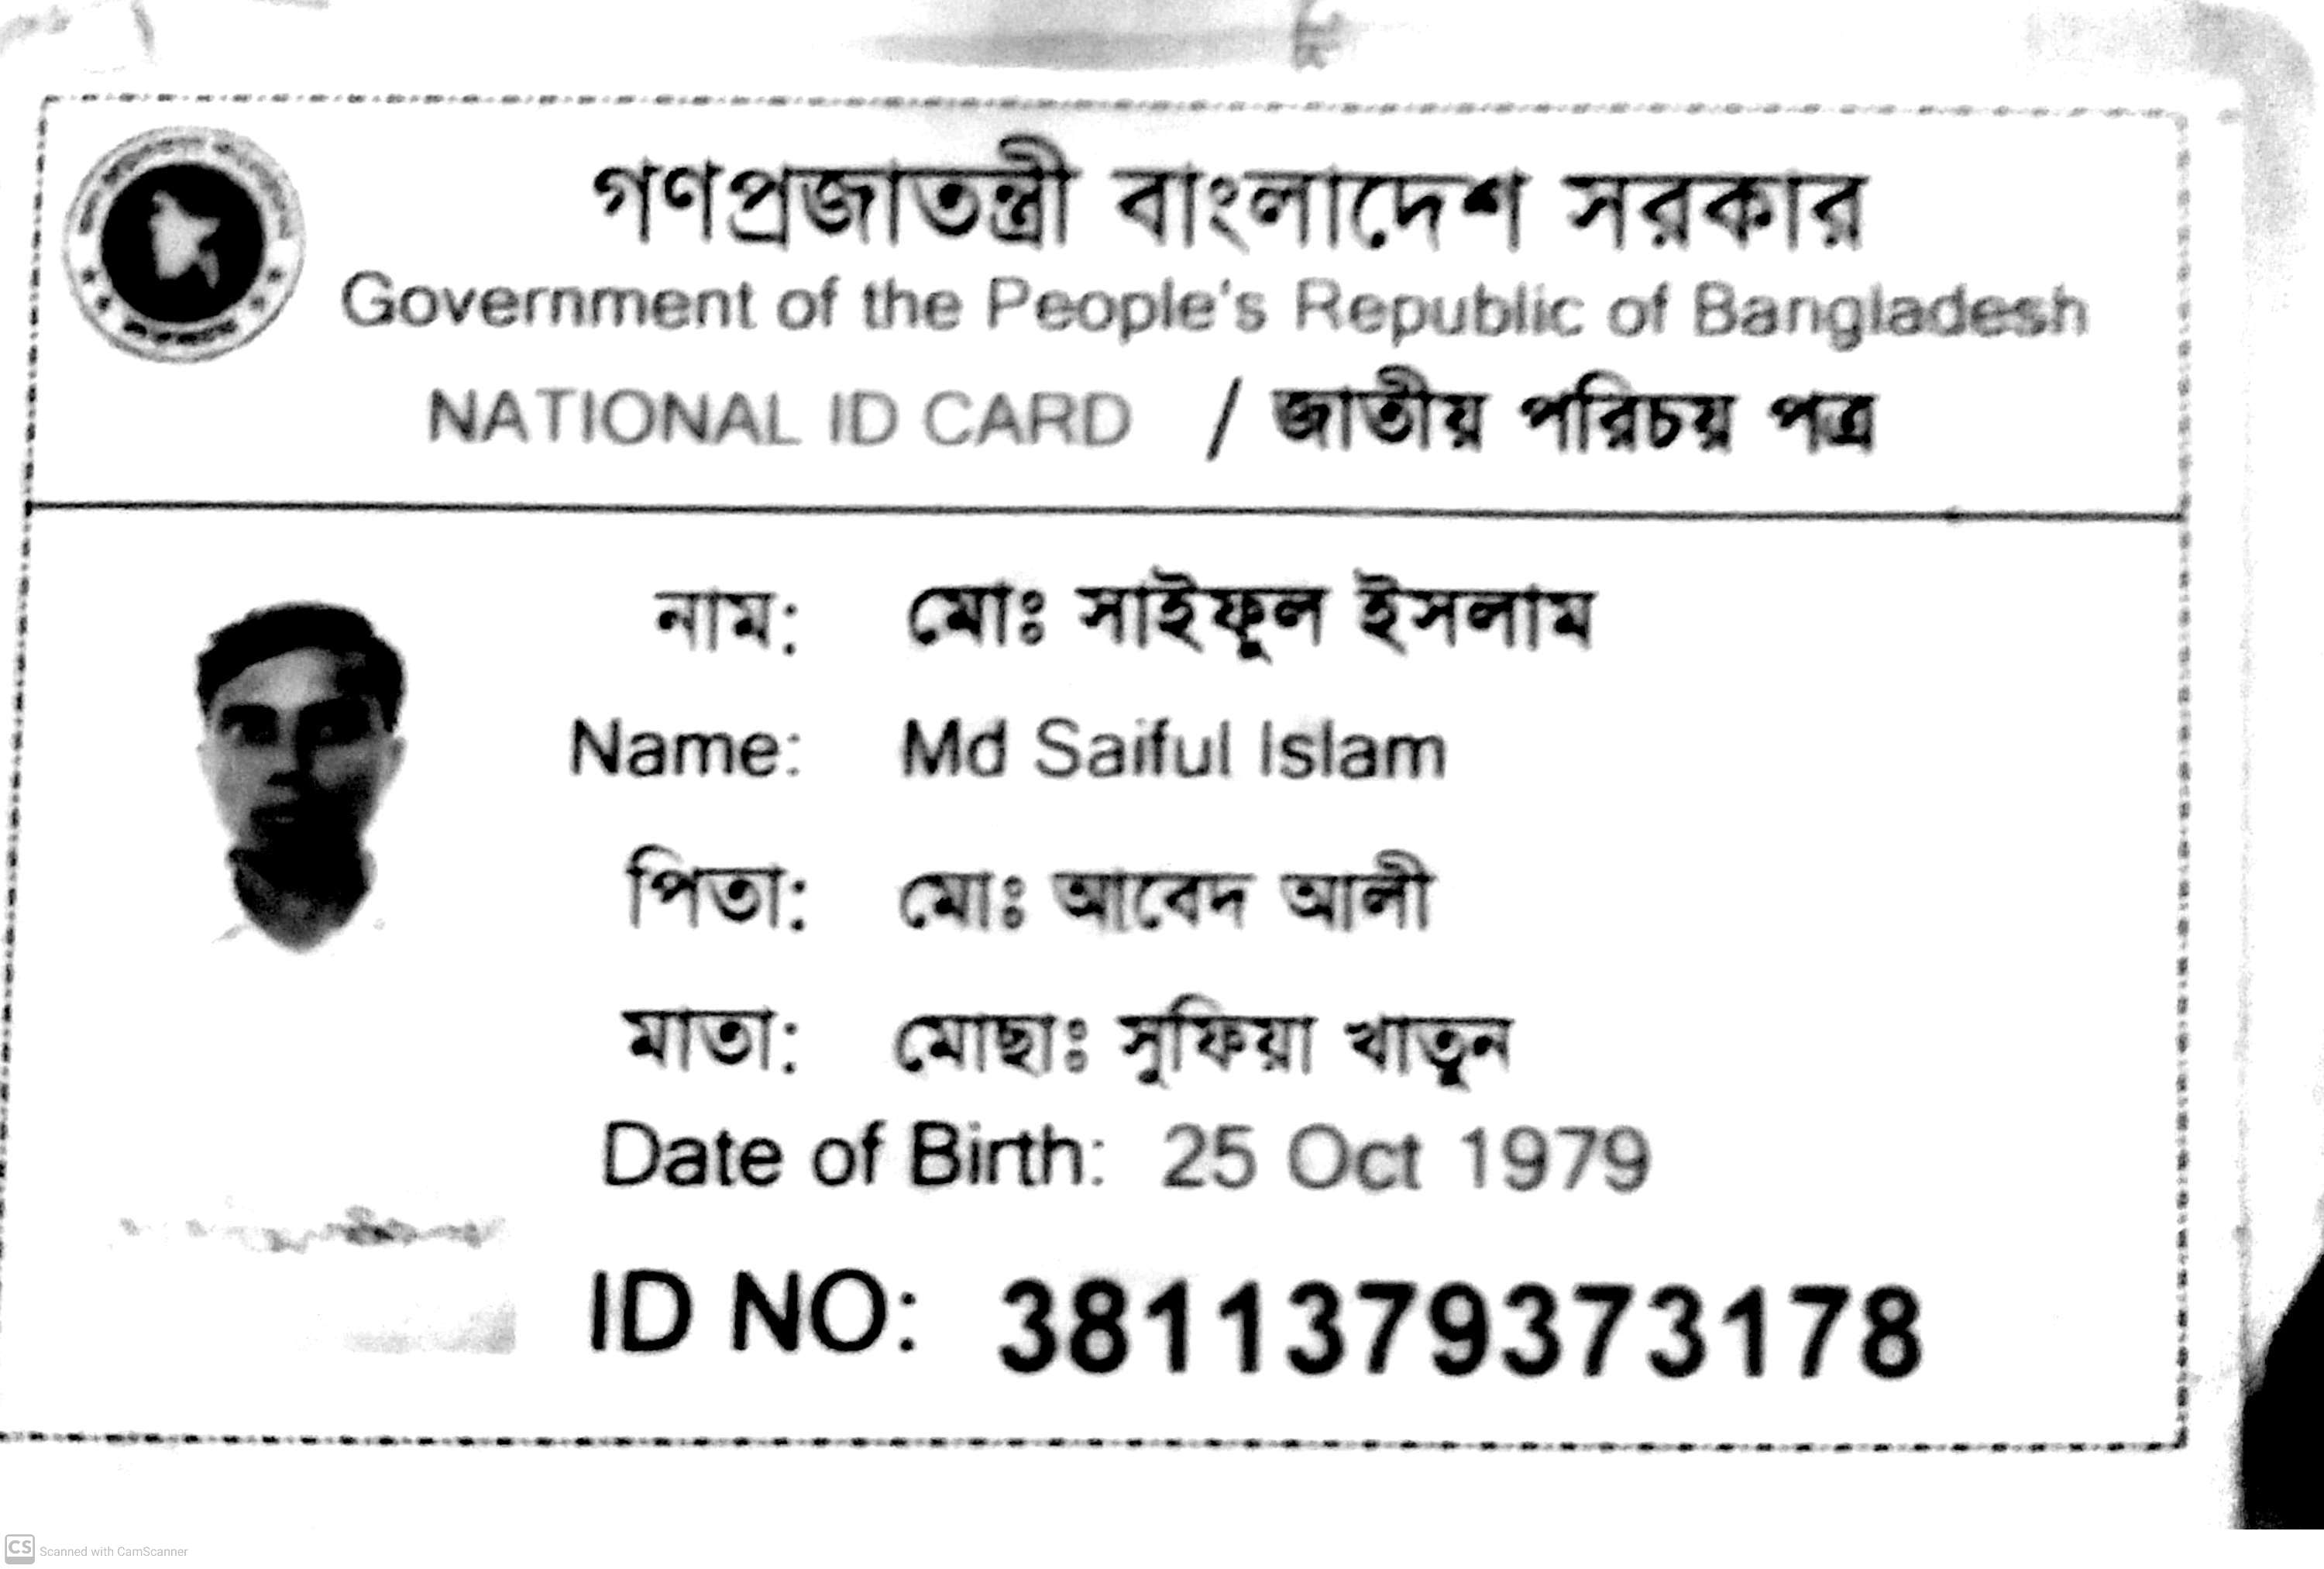 গণপ্রজাতন্ত্রী বাংলাদেশ সরকার
Government of the People's Republic of Bangladesh
NATIONAL ID CARD / জাতীয় পরিচয় পত্র
নাম: মোঃ সাইফুল ইসলাম
Name: Md Saiful Islam
পিতা: মোঃ আবেদ আলী
মাতা: মোছাঃ সুফিয়া খাতুন
Date of Birth: 25 Oct 1979
ID NO: 3811379373178
CS Scanned with CamScanner